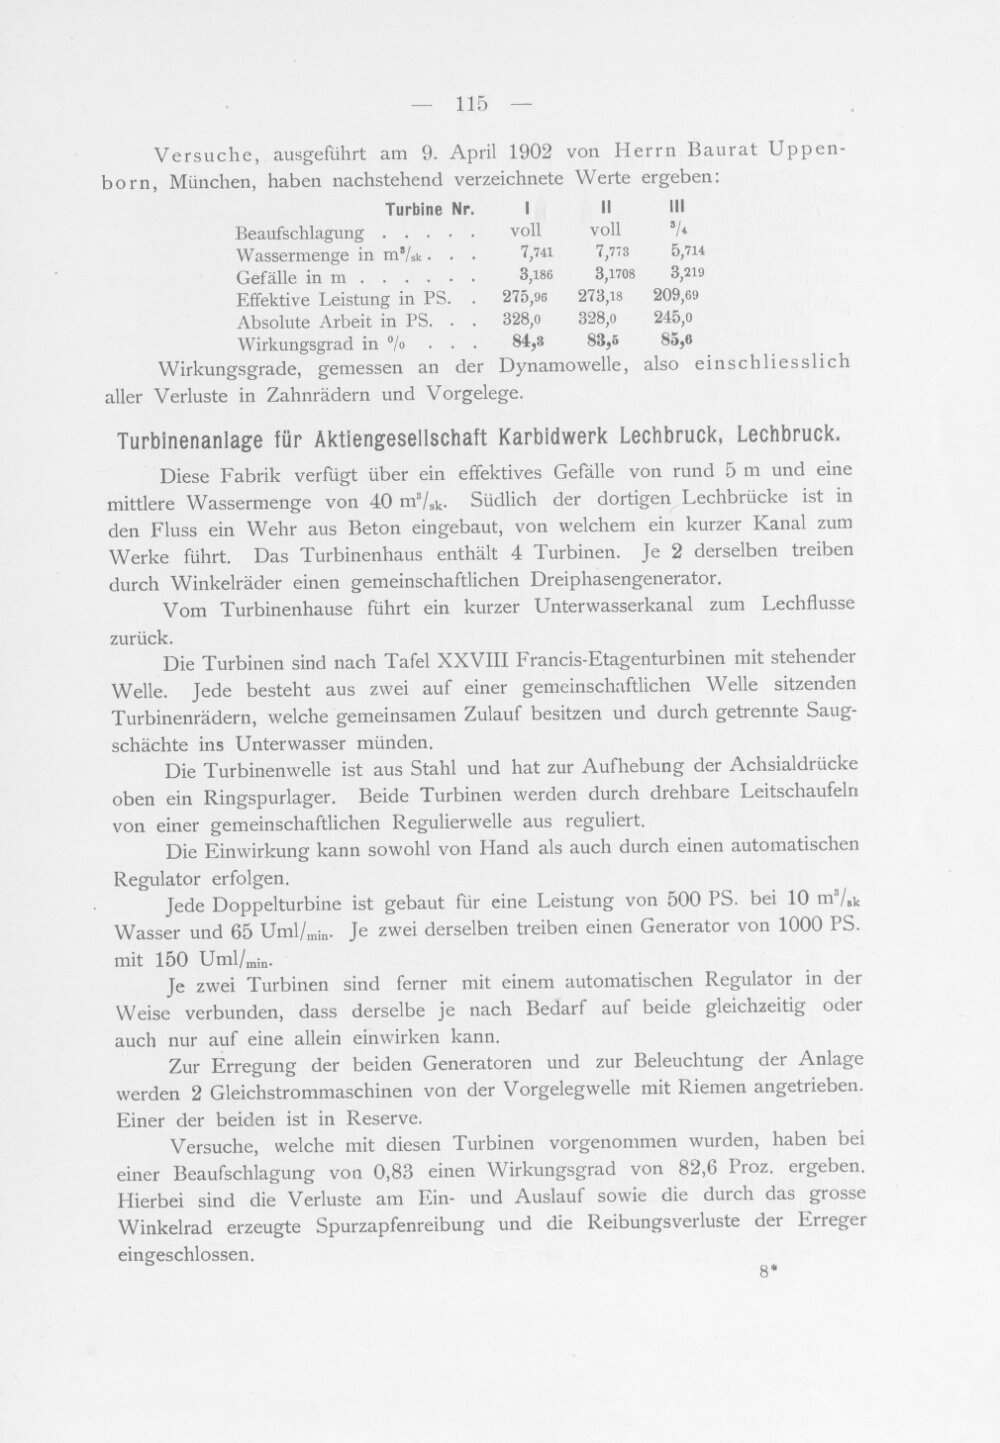 — 115 —
Versuche, ausgeführt am 9. April 1902 von Herrn Baurat Uppen-
born, München, haben nachstehend verzeichnete Werte ergeben:
Turbine Nr. I II III
Beaufschlagung . . . . . voll voll ³/₄
Wassermenge in m³/sk . . . 7,741 7,773 5,714
Gefälle in m . . . . . . 3,186 3,1708 3,219
Effektive Leistung in PS. . 275,96 273,18 209,69
Absolute Arbeit in PS. . . 328,0 328,0 245,0
Wirkungsgrad in % . . . 84,3 83,5 85,6
Wirkungsgrade, gemessen an der Dynamowelle, also einschliesslich
aller Verluste in Zahnrädern und Vorgelege.
Turbinenanlage für Aktiengesellschaft Karbidwerk Lechbruck, Lechbruck.
Diese Fabrik verfügt über ein effektives Gefälle von rund 5 m und eine
mittlere Wassermenge von 40 m³/sk. Südlich der dortigen Lechbrücke ist in
den Fluss ein Wehr aus Beton eingebaut, von welchem ein kurzer Kanal zum
Werke führt. Das Turbinenhaus enthält 4 Turbinen. Je 2 derselben treiben
durch Winkelräder einen gemeinschaftlichen Dreiphasengenerator.
Vom Turbinenhause führt ein kurzer Unterwasserkanal zum Lechflusse
zurück.
Die Turbinen sind nach Tafel XXVIII Francis-Etagenturbinen mit stehender
Welle. Jede besteht aus zwei auf einer gemeinschaftlichen Welle sitzenden
Turbinenrädern, welche gemeinsamen Zulauf besitzen und durch getrennte Saug-
schächte ins Unterwasser münden.
Die Turbinenwelle ist aus Stahl und hat zur Aufhebung der Achsialdrücke
oben ein Ringspurlager. Beide Turbinen werden durch drehbare Leitschaufeln
von einer gemeinschaftlichen Regulierwelle aus reguliert.
Die Einwirkung kann sowohl von Hand als auch durch einen automatischen
Regulator erfolgen.
Jede Doppelturbine ist gebaut für eine Leistung von 500 PS. bei 10 m³/sk
Wasser und 65 Uml/min. Je zwei derselben treiben einen Generator von 1000 PS.
mit 150 Uml/min.
Je zwei Turbinen sind ferner mit einem automatischen Regulator in der
Weise verbunden, dass derselbe je nach Bedarf auf beide gleichzeitig oder
auch nur auf eine allein einwirken kann.
Zur Erregung der beiden Generatoren und zur Beleuchtung der Anlage
werden 2 Gleichstrommaschinen von der Vorgelegwelle mit Riemen angetrieben.
Einer der beiden ist in Reserve.
Versuche, welche mit diesen Turbinen vorgenommen wurden, haben bei
einer Beaufschlagung von 0,83 einen Wirkungsgrad von 82,6 Proz. ergeben.
Hierbei sind die Verluste am Ein- und Auslauf sowie die durch das grosse
Winkelrad erzeugte Spurzapfenreibung und die Reibungsverluste der Erreger
eingeschlossen.
8*